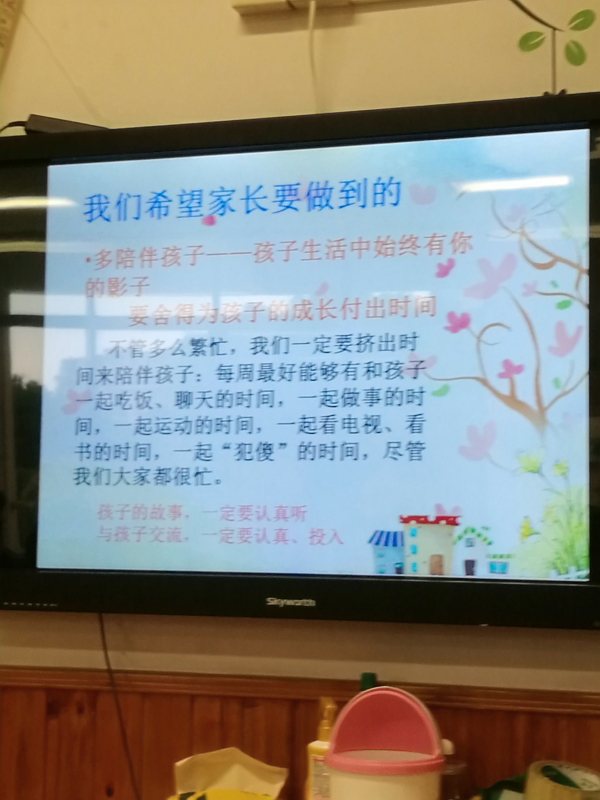 我们希望家长要做到的
•多陪伴孩子——孩子生活中始终有你
的影子
要舍得为孩子的成长付出时间
不管多么繁忙，我们一定要挤出时
间来陪伴孩子：每周最好能够有和孩子
一起吃饭、聊天的时间，一起做事的时
间，一起运动的时间，一起看电视、看
书的时间，一起“犯傻”的时间，尽管
我们大家都很忙。
孩子的故事，一定要认真听
与孩子交流，一定要认真、投入
Skyworth